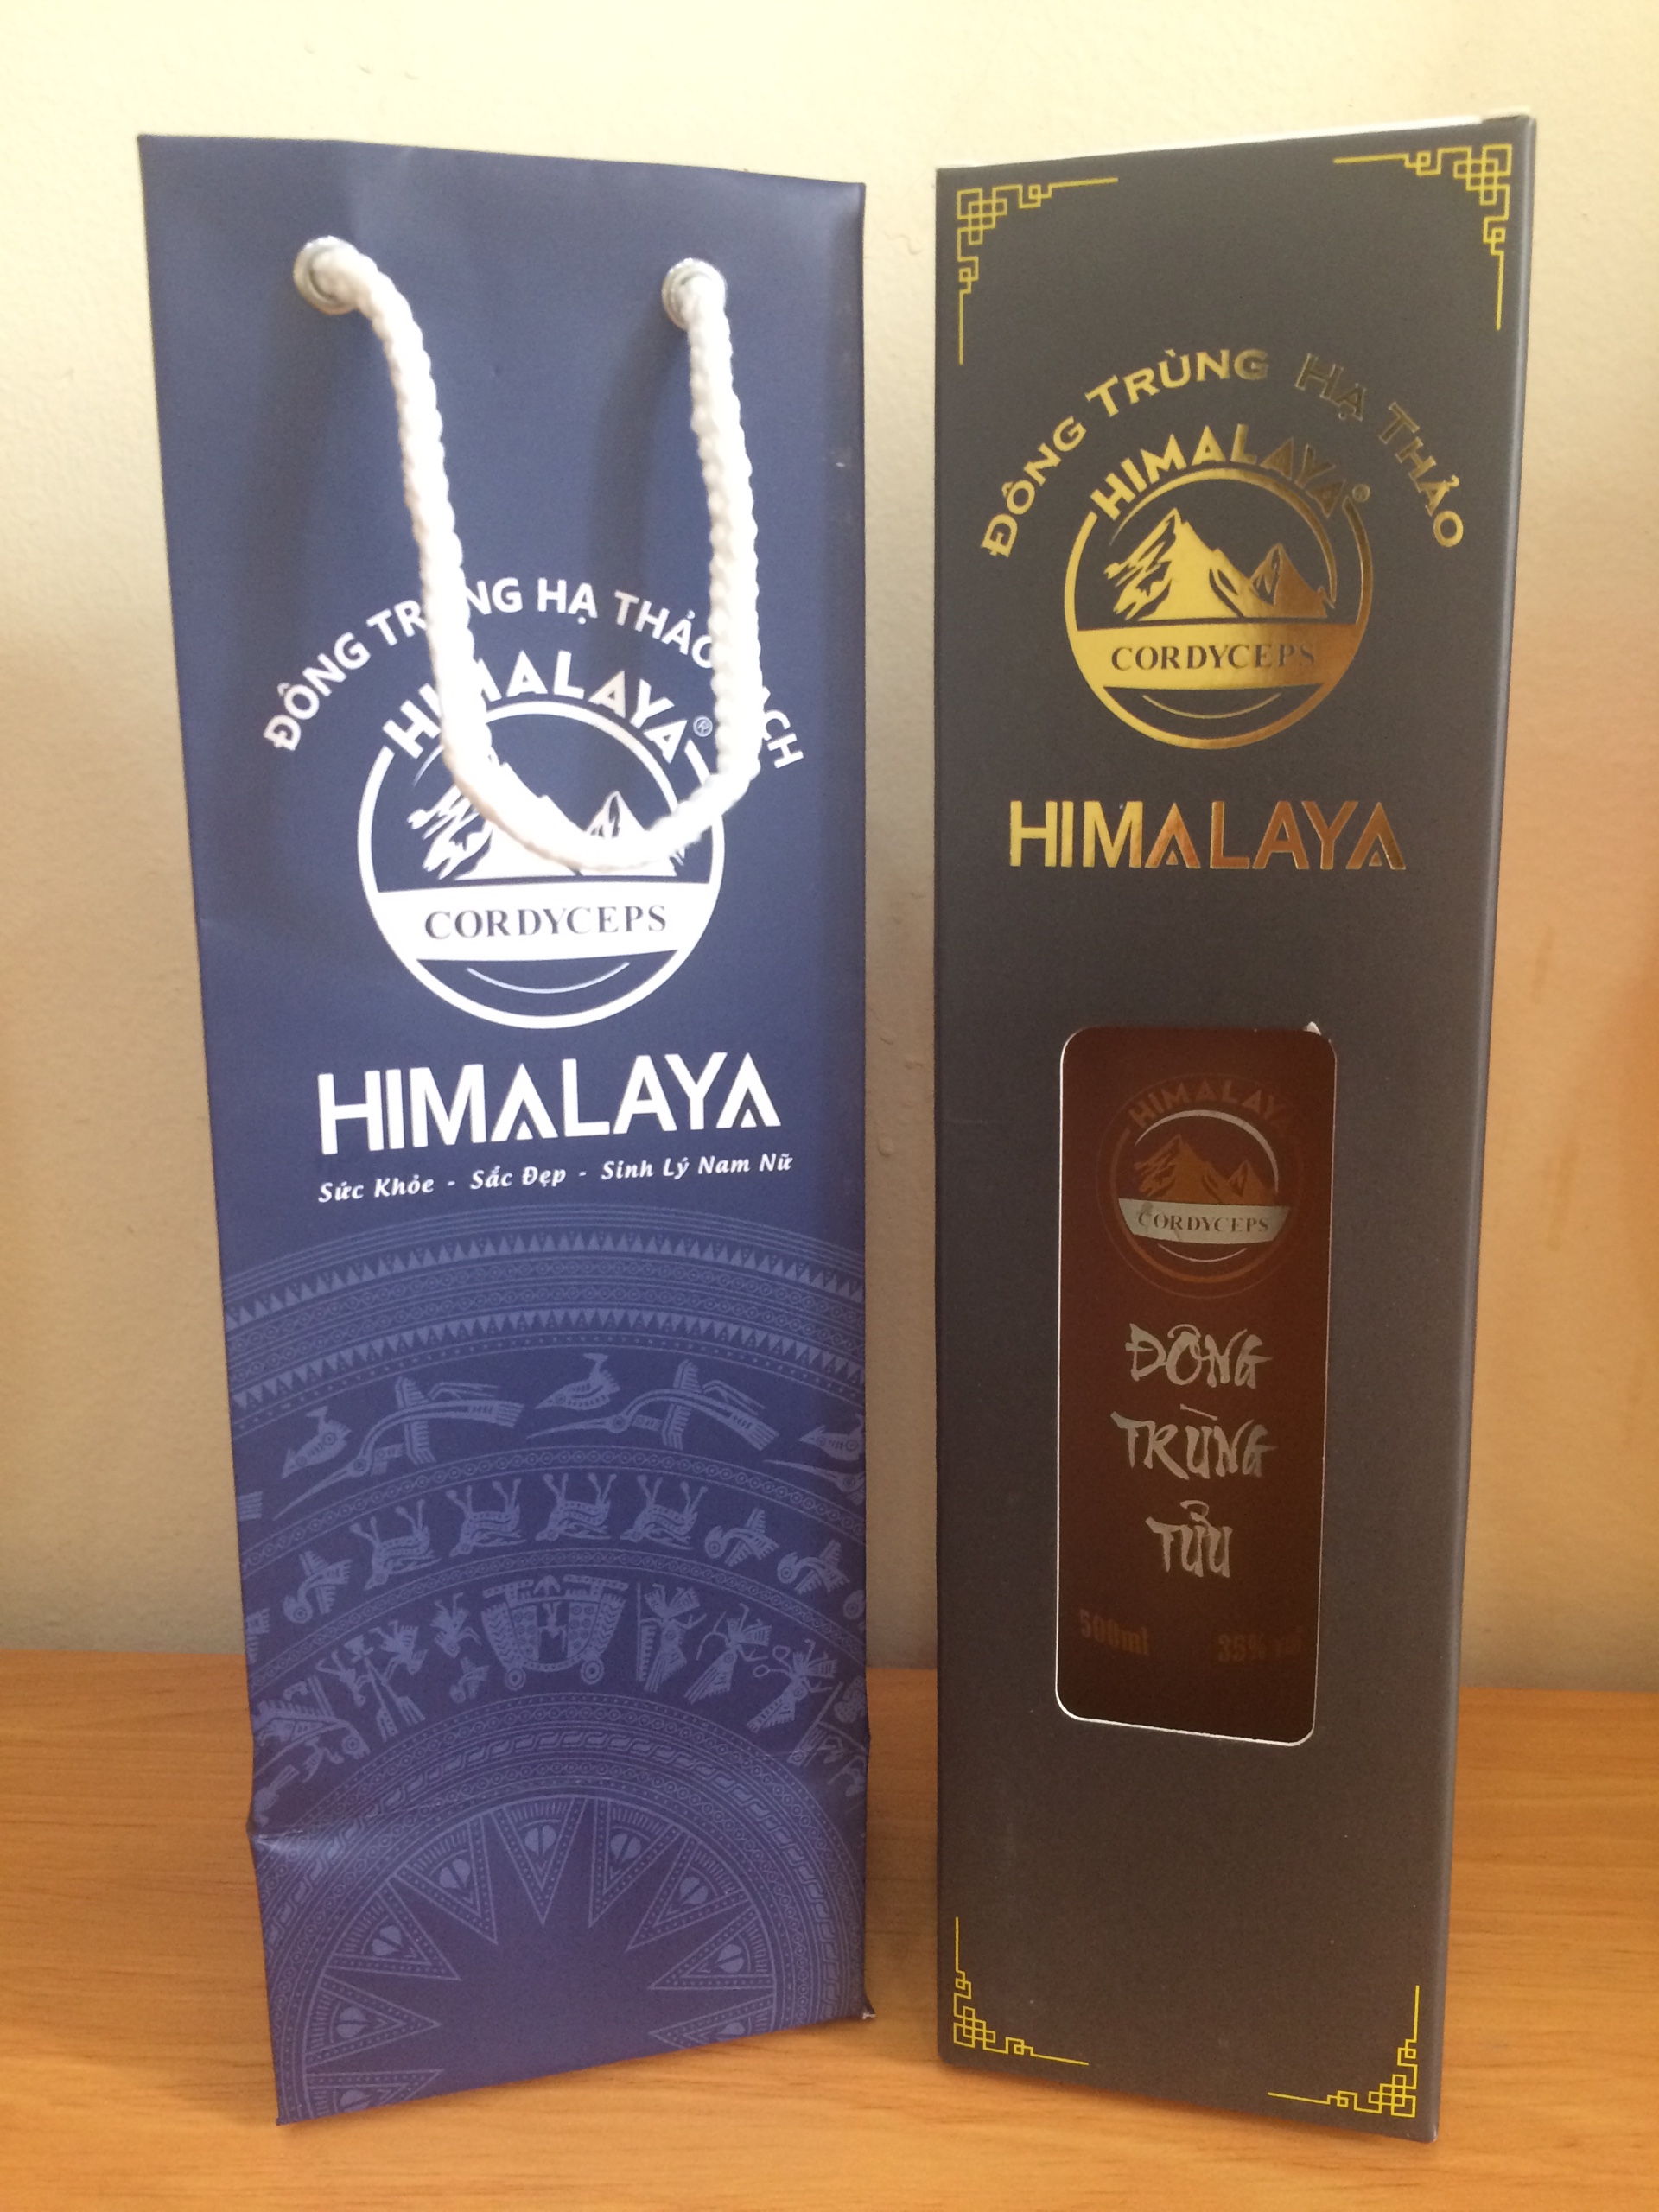 ĐÔNG TRÙNG HẠ THẢO
HIMALAYA®
CORDYCEPS
HIMALAYA
Sức Khỏe - Sắc Đẹp - Sinh Lý Nam Nữ
ĐÔNG TRÙNG HẠ THẢO
HIMALAYA®
CORDYCEPS
HIMALAYA
HIMALAYA
CORDYCEPS
ĐÔNG
TRÙNG
TỬU
500ml 35%